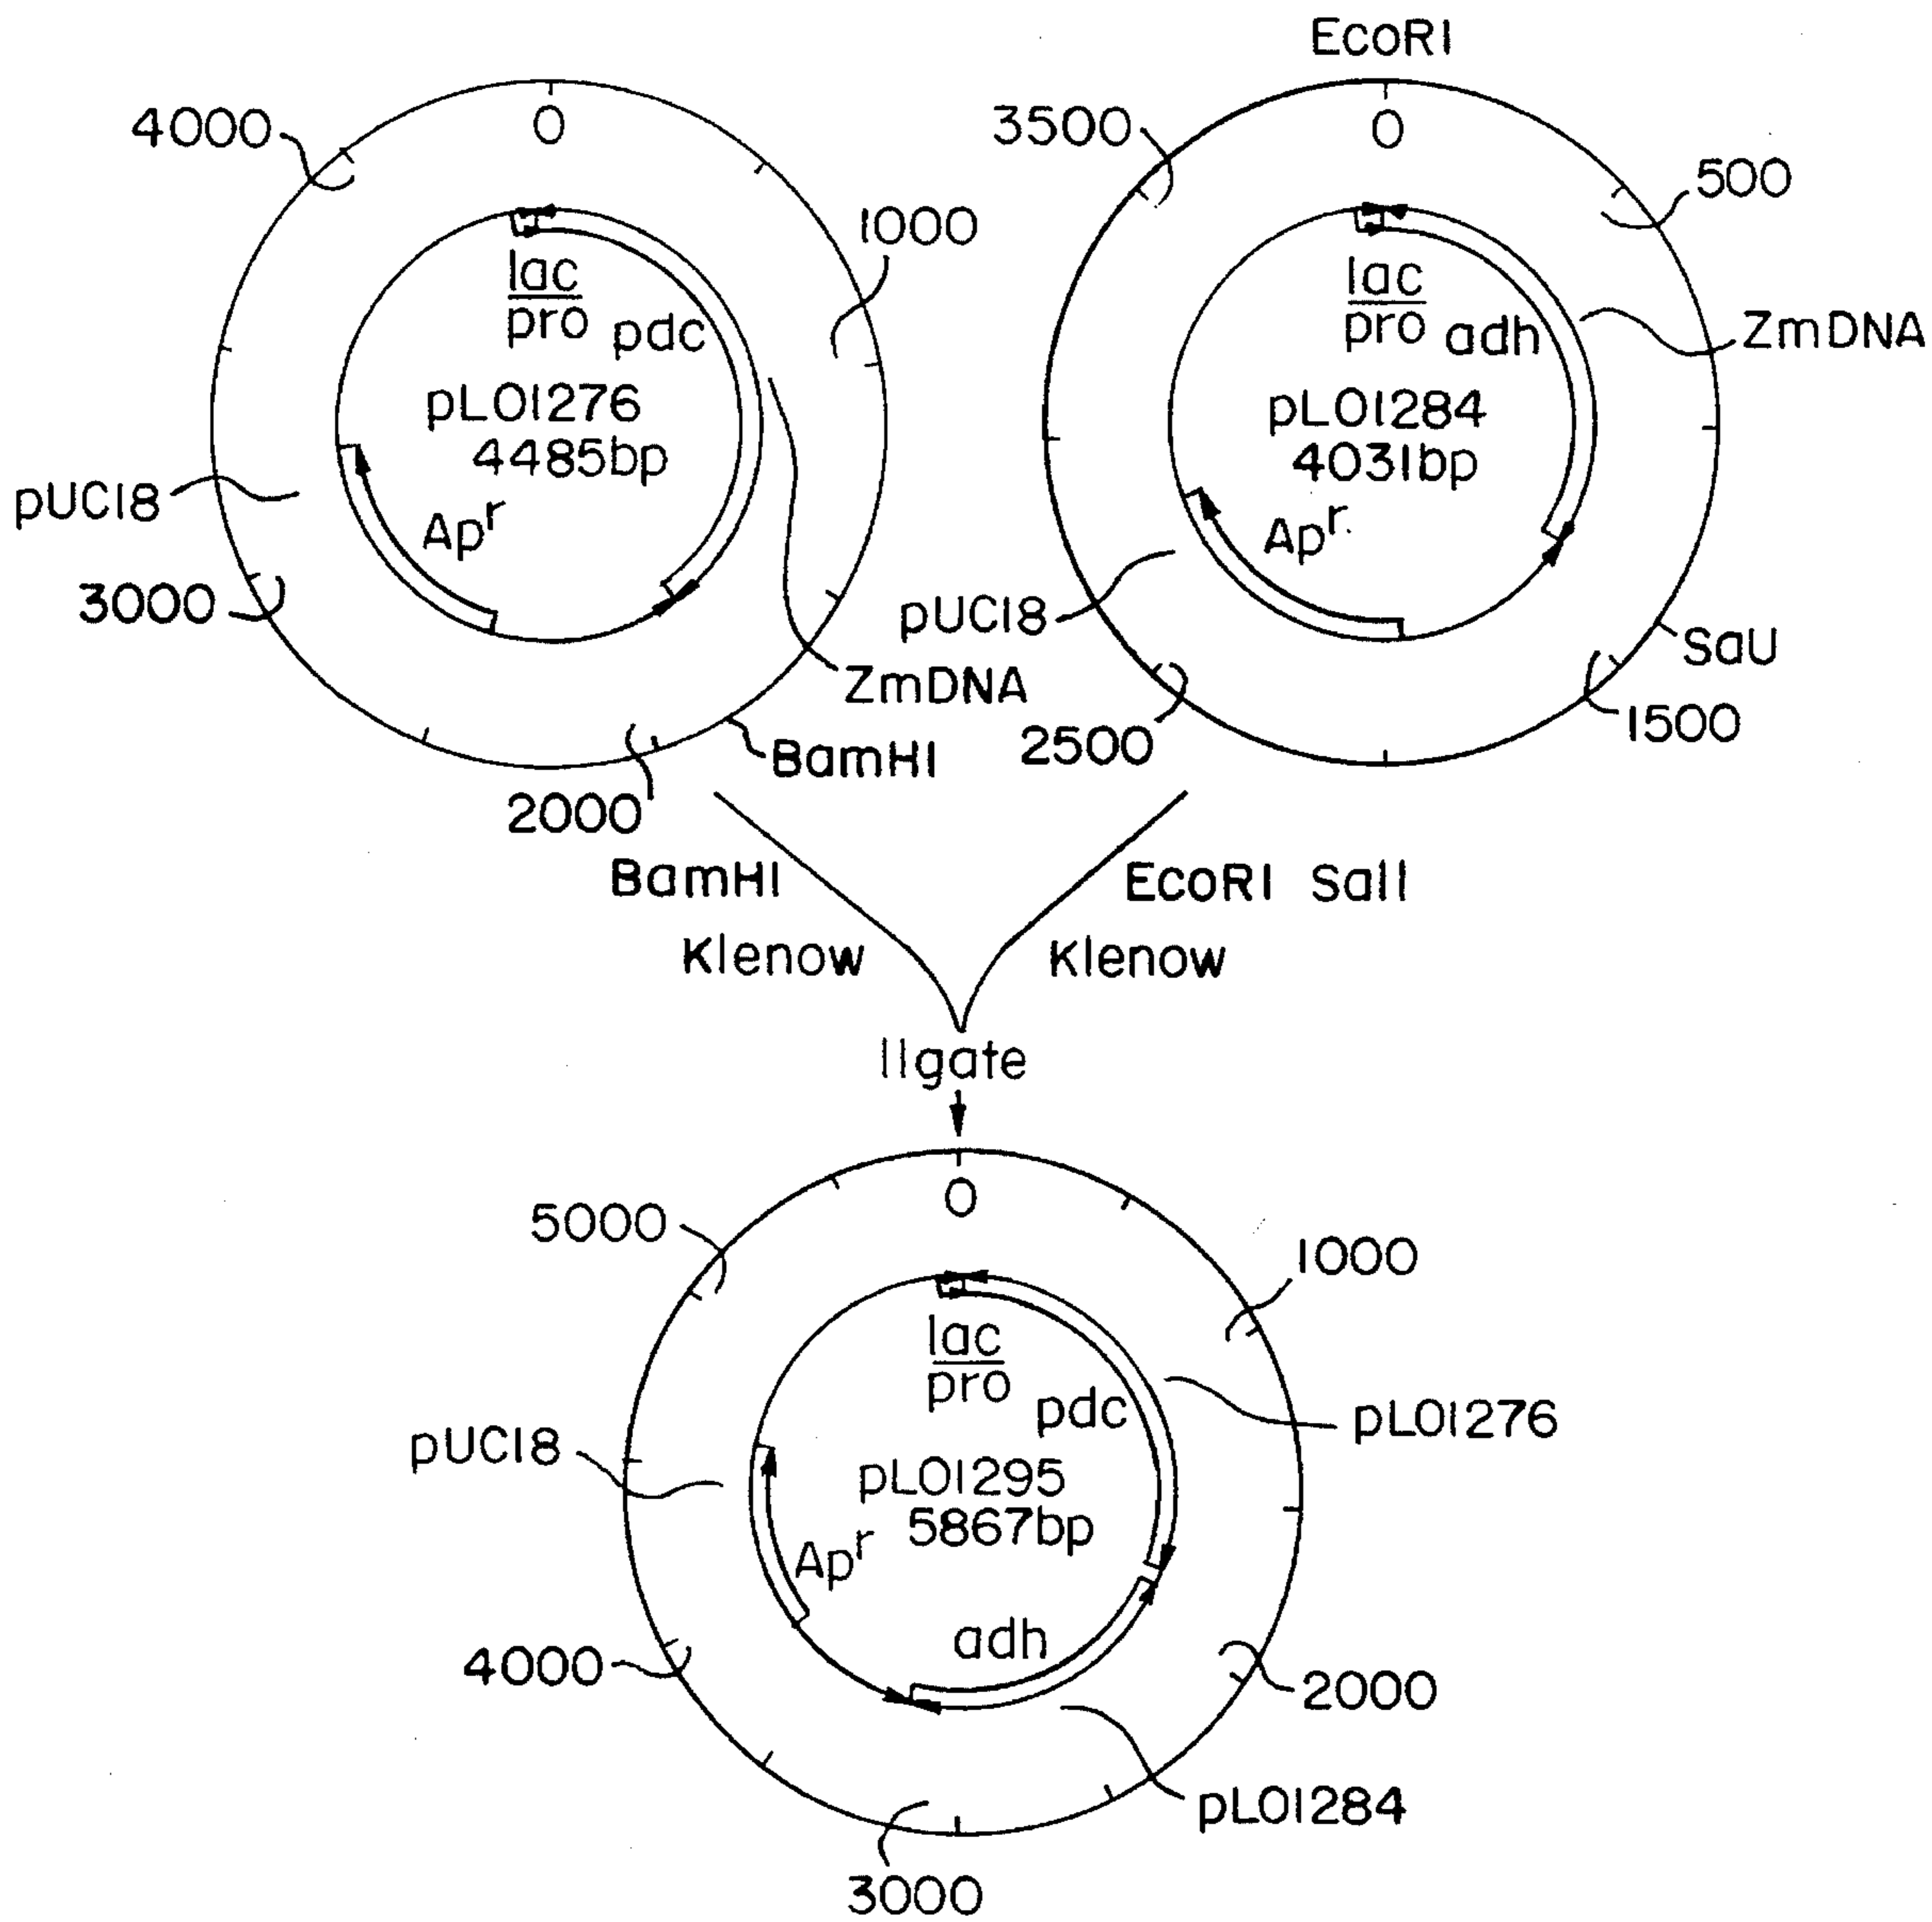 EcoRI
4000
0
1000
lac
pro
pdc
pLOI276
4485bp
pUC18
Apr
3000
ZmDNA
BamHI
2000
3500
0
500
lac
pro
adh
ZmDNA
pLOI284
4031bp
Apr.
pUC18
SaU
1500
2500
BamHI
Klenow
EcoRI SalI
Klenow
lIgate
0
5000
1000
lac
pro
pdc
pLOI276
pUC18
pLOI295
5867bp
Apr
adh
4000
2000
pLOI284
3000